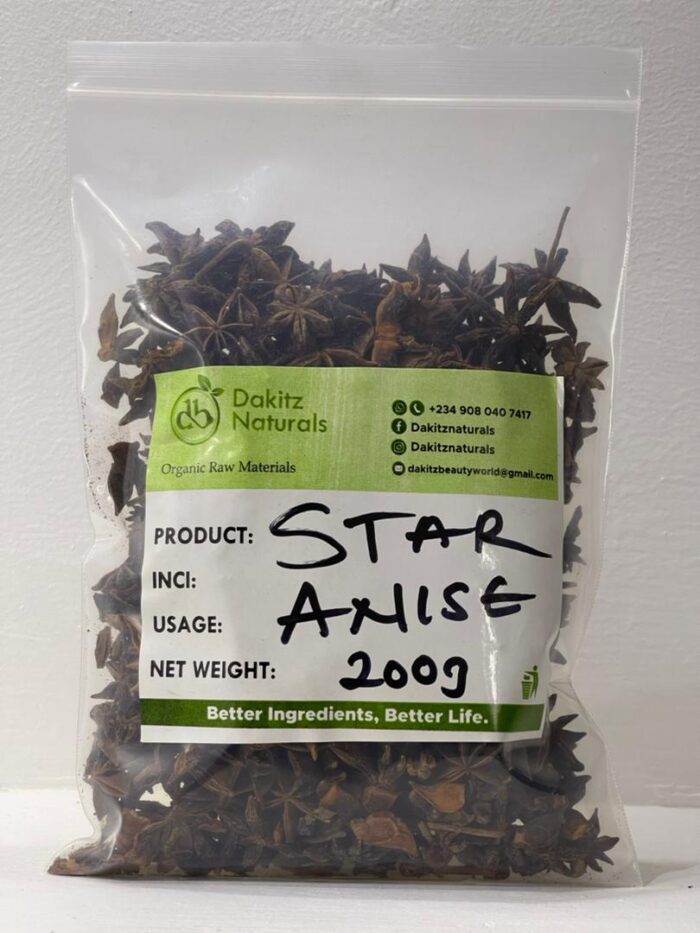 db
Dakitz
Naturals
Organic Raw Materials
+234 908 040 7417
Dakitznaturals
Dakitznaturals
dakitzbeautyworld@gmail.com
PRODUCT: STAR
INCI:
ANISE
USAGE:
NET WEIGHT: 200g
Better Ingredients, Better Life.